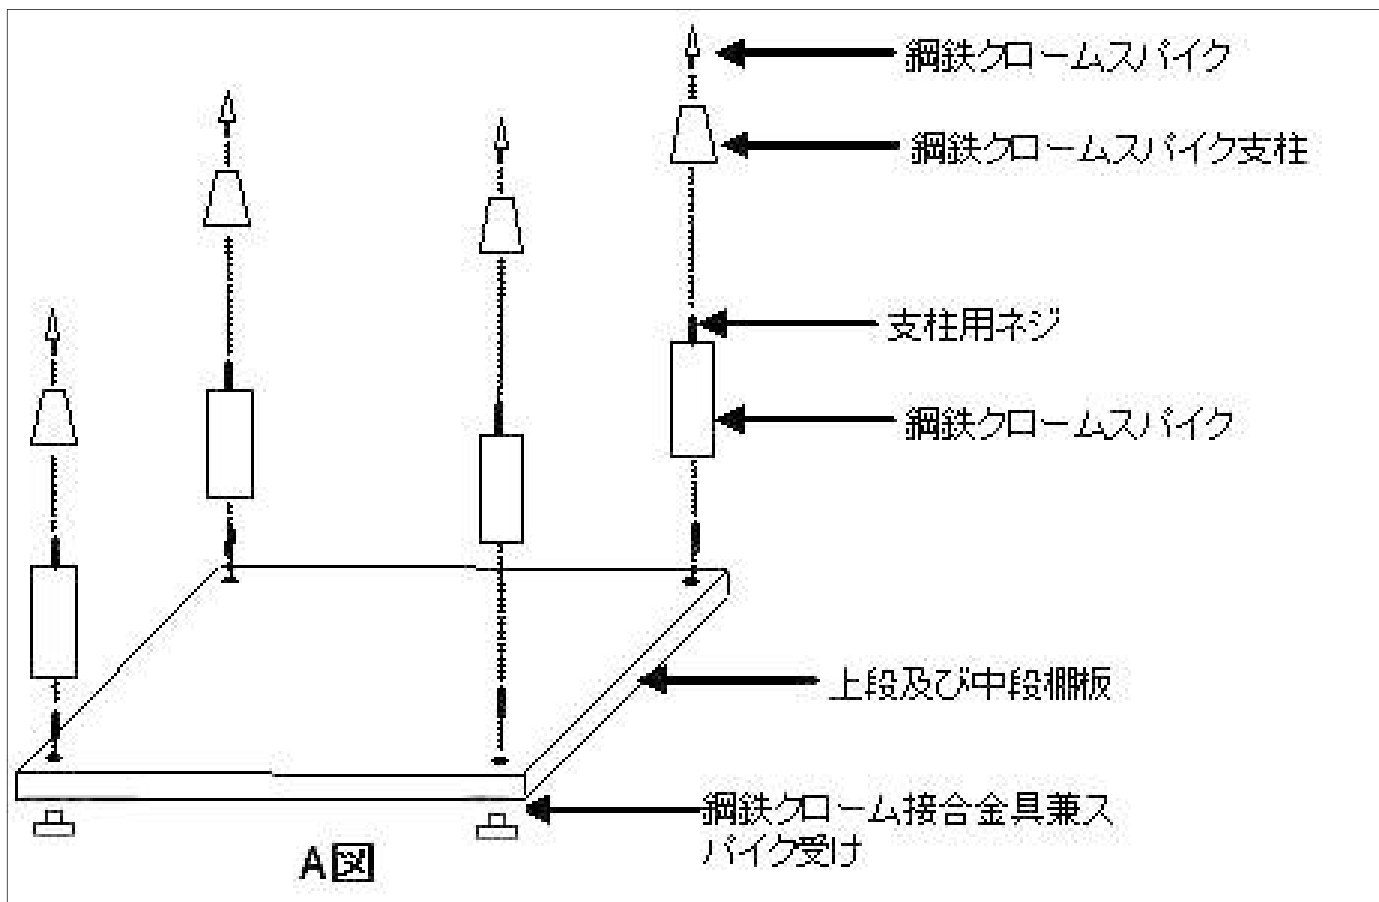 鋼鉄クロームスパイク
鋼鉄クロームスパイク支柱
支柱用ネジ
鋼鉄クロームスパイク
上段及び中段棚板
鋼鉄クローム接合金具兼ス
パイク受け
A図